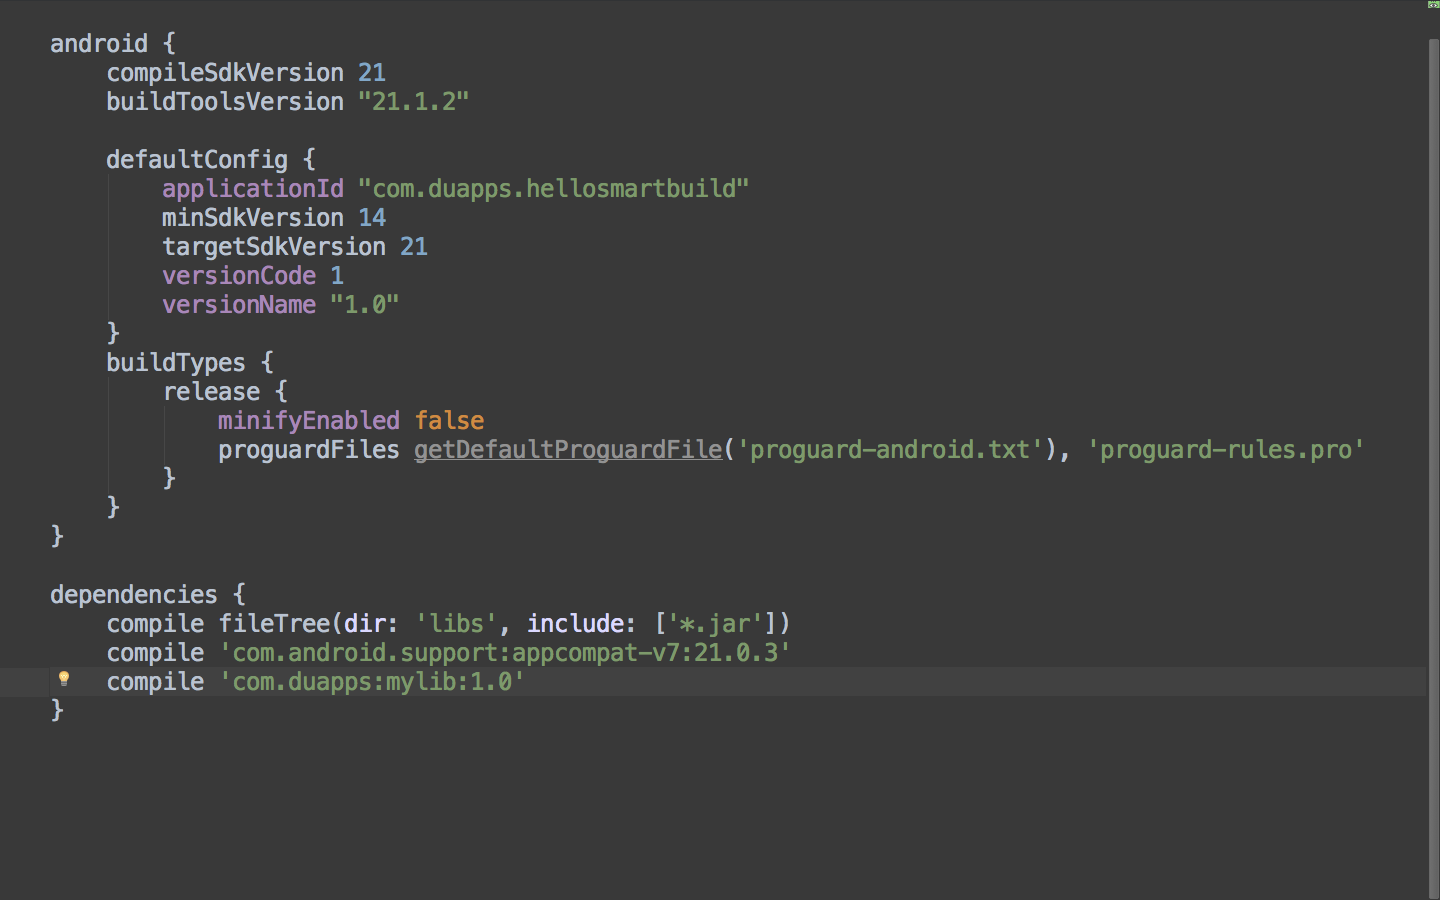 android {
    compileSdkVersion 21
    buildToolsVersion "21.1.2"

    defaultConfig {
        applicationId "com.duapps.hellosmartbuild"
        minSdkVersion 14
        targetSdkVersion 21
        versionCode 1
        versionName "1.0"
    }
    buildTypes {
        release {
            minifyEnabled false
            proguardFiles getDefaultProguardFile('proguard-android.txt'), 'proguard-rules.pro'
        }
    }
}

dependencies {
    compile fileTree(dir: 'libs', include: ['*.jar'])
    compile 'com.android.support:appcompat-v7:21.0.3'
    compile 'com.duapps:mylib:1.0'
}